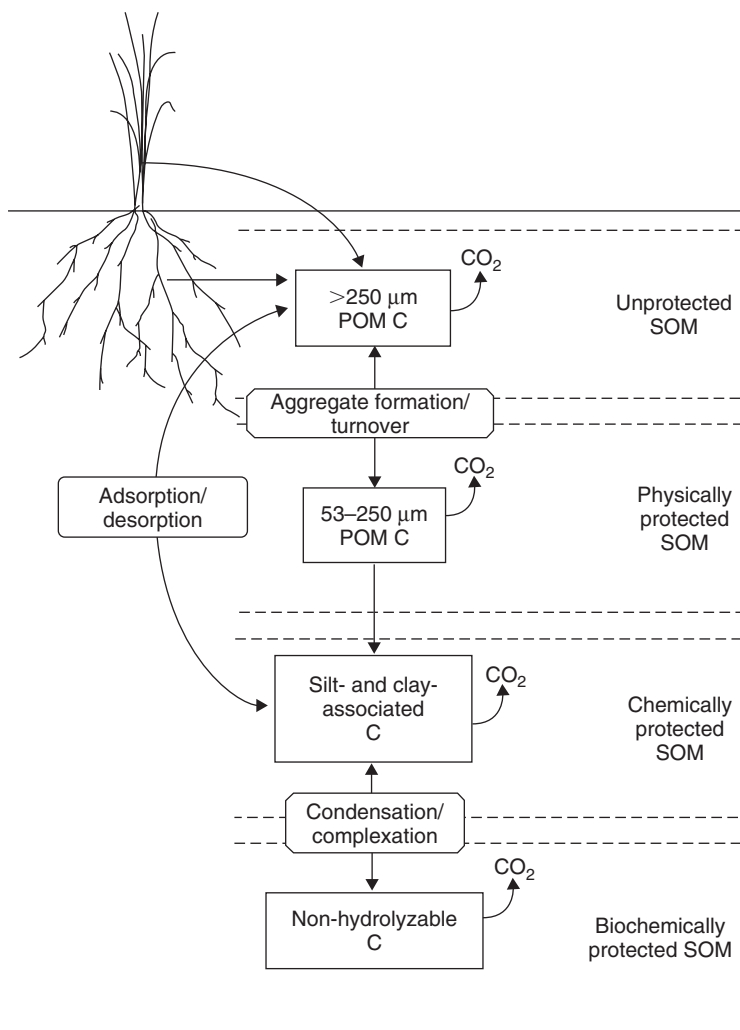 CO₂
>250 μm
POM C
Unprotected
SOM
Aggregate formation/
turnover
CO₂
Adsorption/
desorption
53–250 μm
POM C
Physically
protected
SOM
CO₂
Silt- and clay-
associated
C
Chemically
protected
SOM
Condensation/
complexation
CO₂
Non-hydrolyzable
C
Biochemically
protected SOM